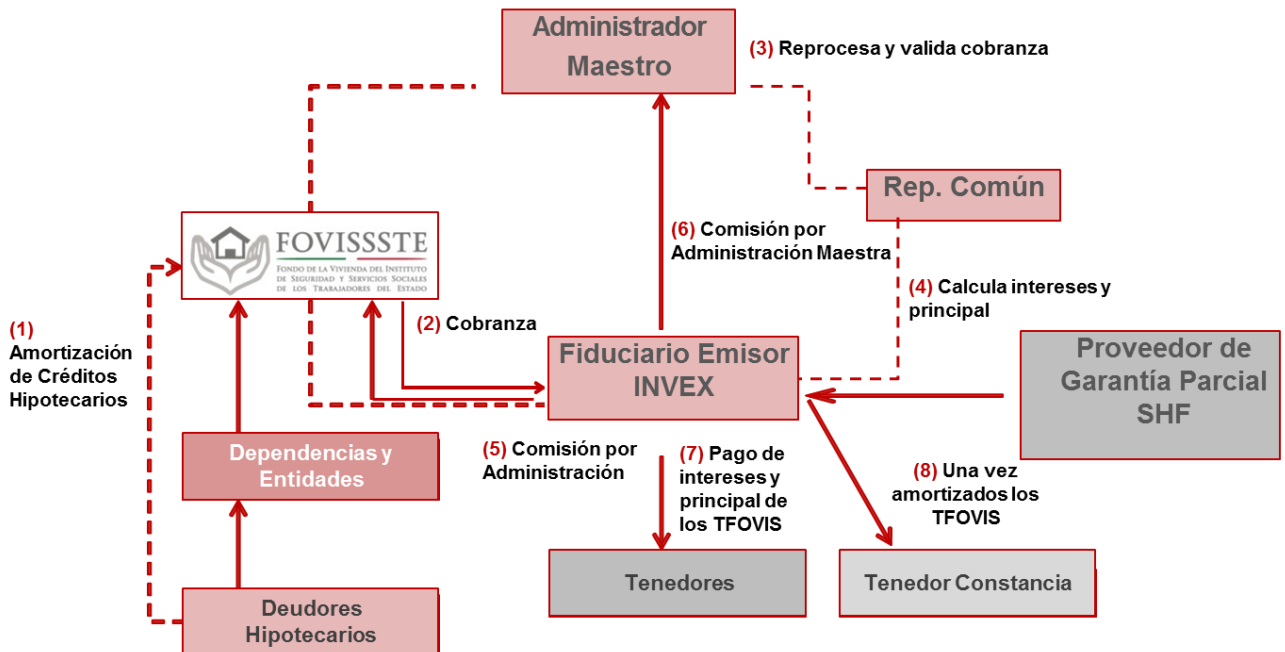 Administrador
Maestro
(3) Reprocesa y valida cobranza
Rep. Común
FOVISSSTE
FONDO DE LA VIVIENDA DEL INSTITUTO
DE SEGURIDAD Y SERVICIOS SOCIALES
DE LOS TRABAJADORES DEL ESTADO
(6) Comisión por
Administración Maestra
(4) Calcula intereses y
principal
(1)
Amortización
de Créditos
Hipotecarios
(2) Cobranza
Fiduciario Emisor
INVEX
Proveedor de
Garantía Parcial
SHF
Dependencias y
Entidades
(5) Comisión por
Administración
(7) Pago de
intereses y
principal de
los TFOVIS
(8) Una vez
amortizados los
TFOVIS
Deudores
Hipotecarios
Tenedores
Tenedor Constancia